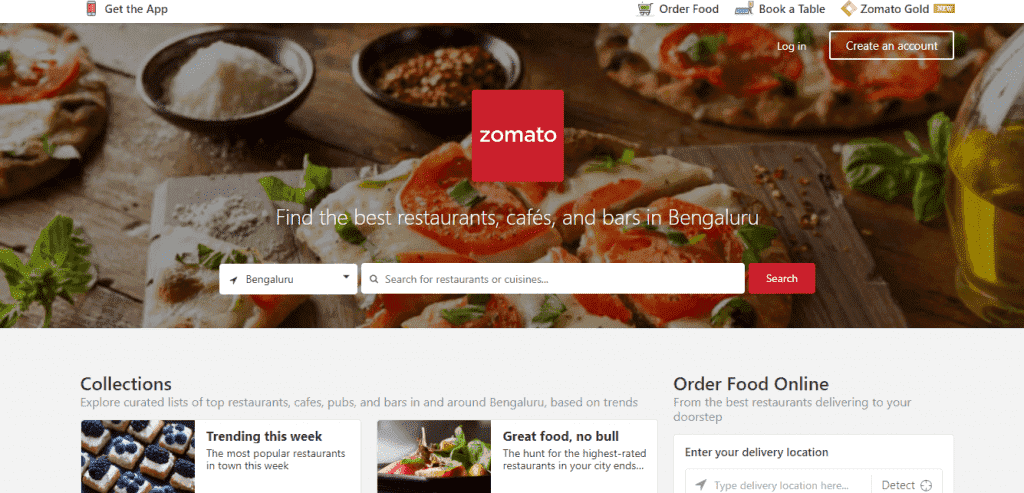 Get the App
Order Food
Book a Table
Zomato Gold NEW
Log in
Create an account
zomato
Find the best restaurants, cafés, and bars in Bengaluru
Bengaluru
Search for restaurants or cuisines...
Search
Collections
Explore curated lists of top restaurants, cafes, pubs, and bars in and around Bengaluru, based on trends
Trending this week
The most popular restaurants
in town this week
Great food, no bull
The hunt for the highest-rated
restaurants in your city ends...
Order Food Online
From the best restaurants delivering to your
doorstep
Enter your delivery location
Type delivery location here...
Detect